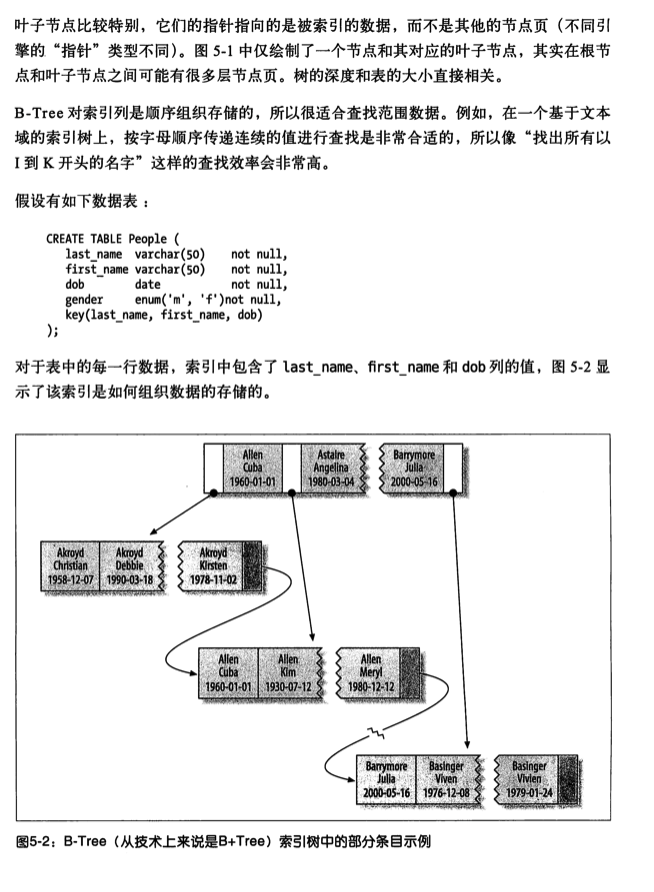 叶子节点比较特别，它们的指针指向的是被索引的数据，而不是其他的节点页（不同引
擎的“指针”类型不同）。图 5-1 中仅绘制了一个节点和其对应的叶子节点，其实在根节
点和叶子节点之间可能有很多层节点页。树的深度和表的大小直接相关。
B-Tree 对索引列是顺序组织存储的，所以很适合查找范围数据。例如，在一个基于文本
域的索引树上，按字母顺序传递连续的值进行查找是非常合适的，所以像“找出所有以
I 到 K 开头的名字”这样的查找效率会非常高。
假设有如下数据表：
CREATE TABLE People (
last_name varchar(50) not null,
first_name varchar(50) not null,
dob date not null,
gender enum('m', 'f')not null,
key(last_name, first_name, dob)
);
对于表中的每一行数据，索引中包含了 last_name、first_name 和 dob 列的值，图 5-2 显
示了该索引是如何组织数据的存储的。
Allen
Cuba
1960-01-01
Astaire
Angelina
1980-03-04
Barrymore
Julia
2000-05-16
Akroyd
Christian
1958-12-07
Akroyd
Debbie
1990-03-18
Akroyd
Kirsten
1978-11-02
Allen
Cuba
1960-01-01
Allen
Kim
1930-07-12
Allen
Meryl
1980-12-12
Barrymore
Julia
2000-05-16
Basinger
Viven
1976-12-08
Basinger
Vivien
1979-01-24
图5-2：B-Tree（从技术上来说是B+Tree）索引树中的部分条目示例